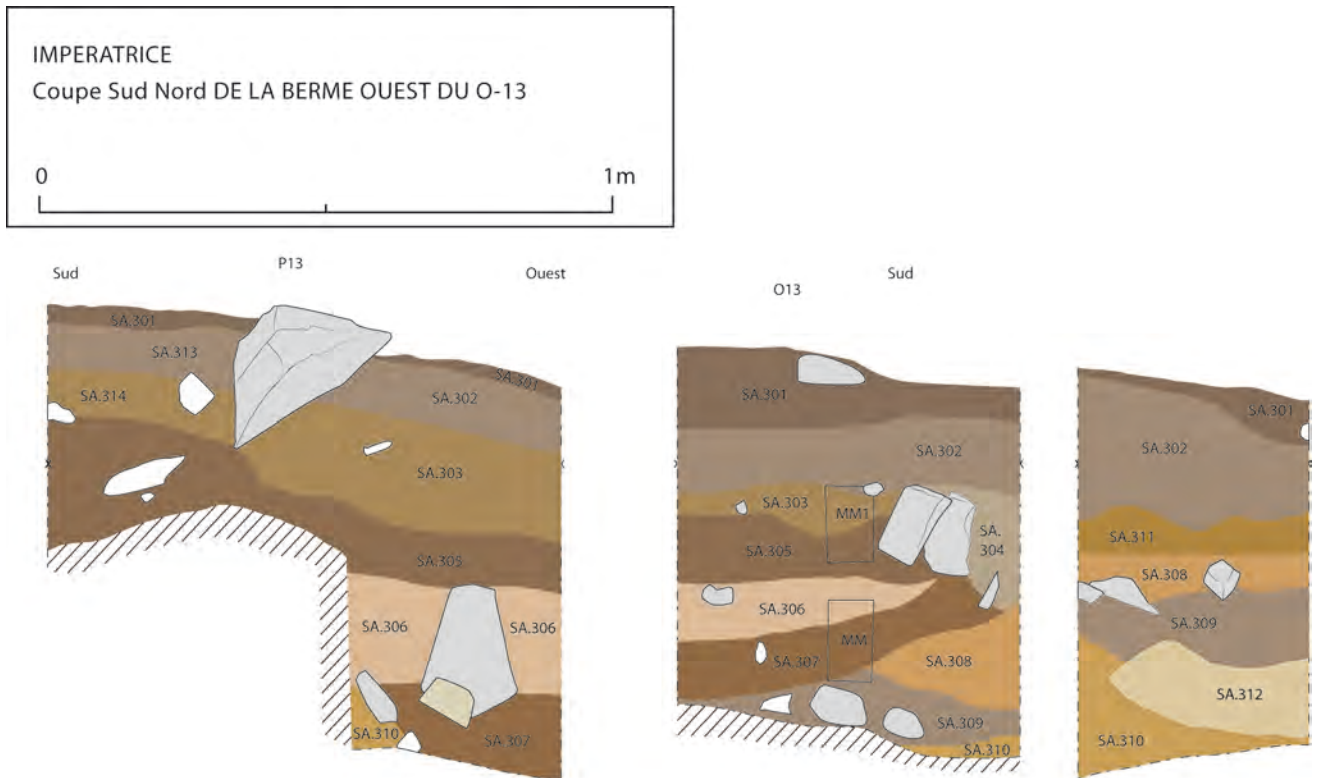 IMPERATRICE
Coupe Sud Nord DE LA BERME OUEST DU O-13
0 1m
Sud P13 Ouest
SA.301
SA.313
SA.314
SA.301
SA.302
SA.303
SA.305
SA.306 SA.306
SA.310
SA.307
O13 Sud
SA.301
SA.302
SA.303
MM1
SA.
304
SA.305
SA.306
MM
SA.307
SA.308
SA.309
SA.310
SA.301
SA.302
SA.311
SA.308
SA.309
SA.312
SA.310